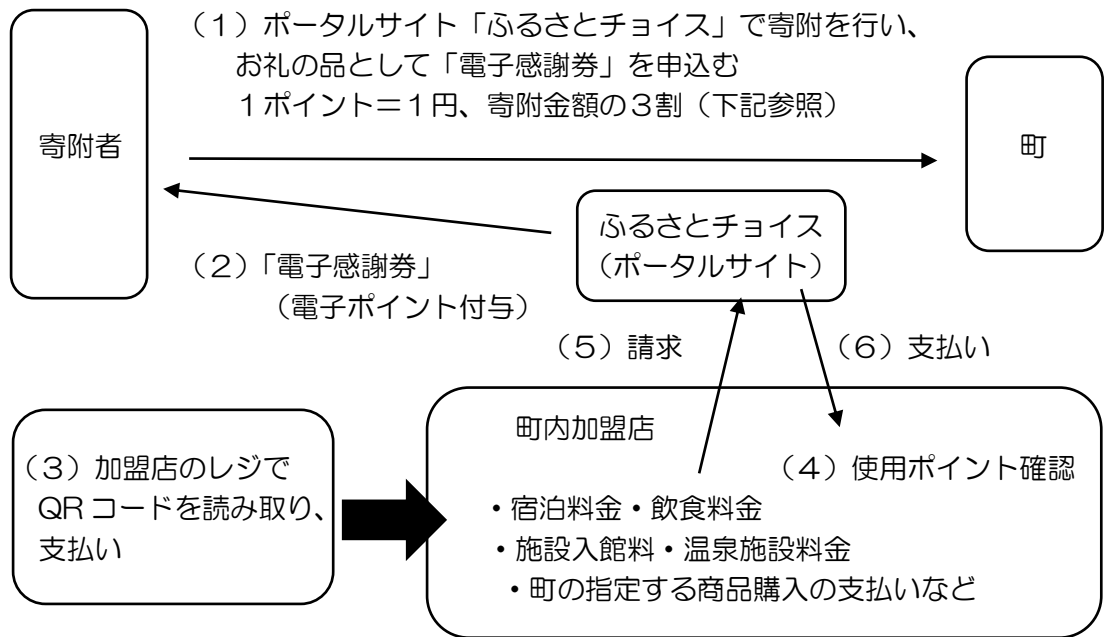 （１）ポータルサイト「ふるさとチョイス」で寄附を行い、
お礼の品として「電子感謝券」を申込む
１ポイント＝１円、寄附金額の３割（下記参照）
寄附者
町
ふるさとチョイス
（ポータルサイト）
（２）「電子感謝券」
（電子ポイント付与）
（５）請求
（６）支払い
（３）加盟店のレジで
QRコードを読み取り、
支払い
町内加盟店
（４）使用ポイント確認
・宿泊料金・飲食料金
・施設入館料・温泉施設料金
・町の指定する商品購入の支払いなど